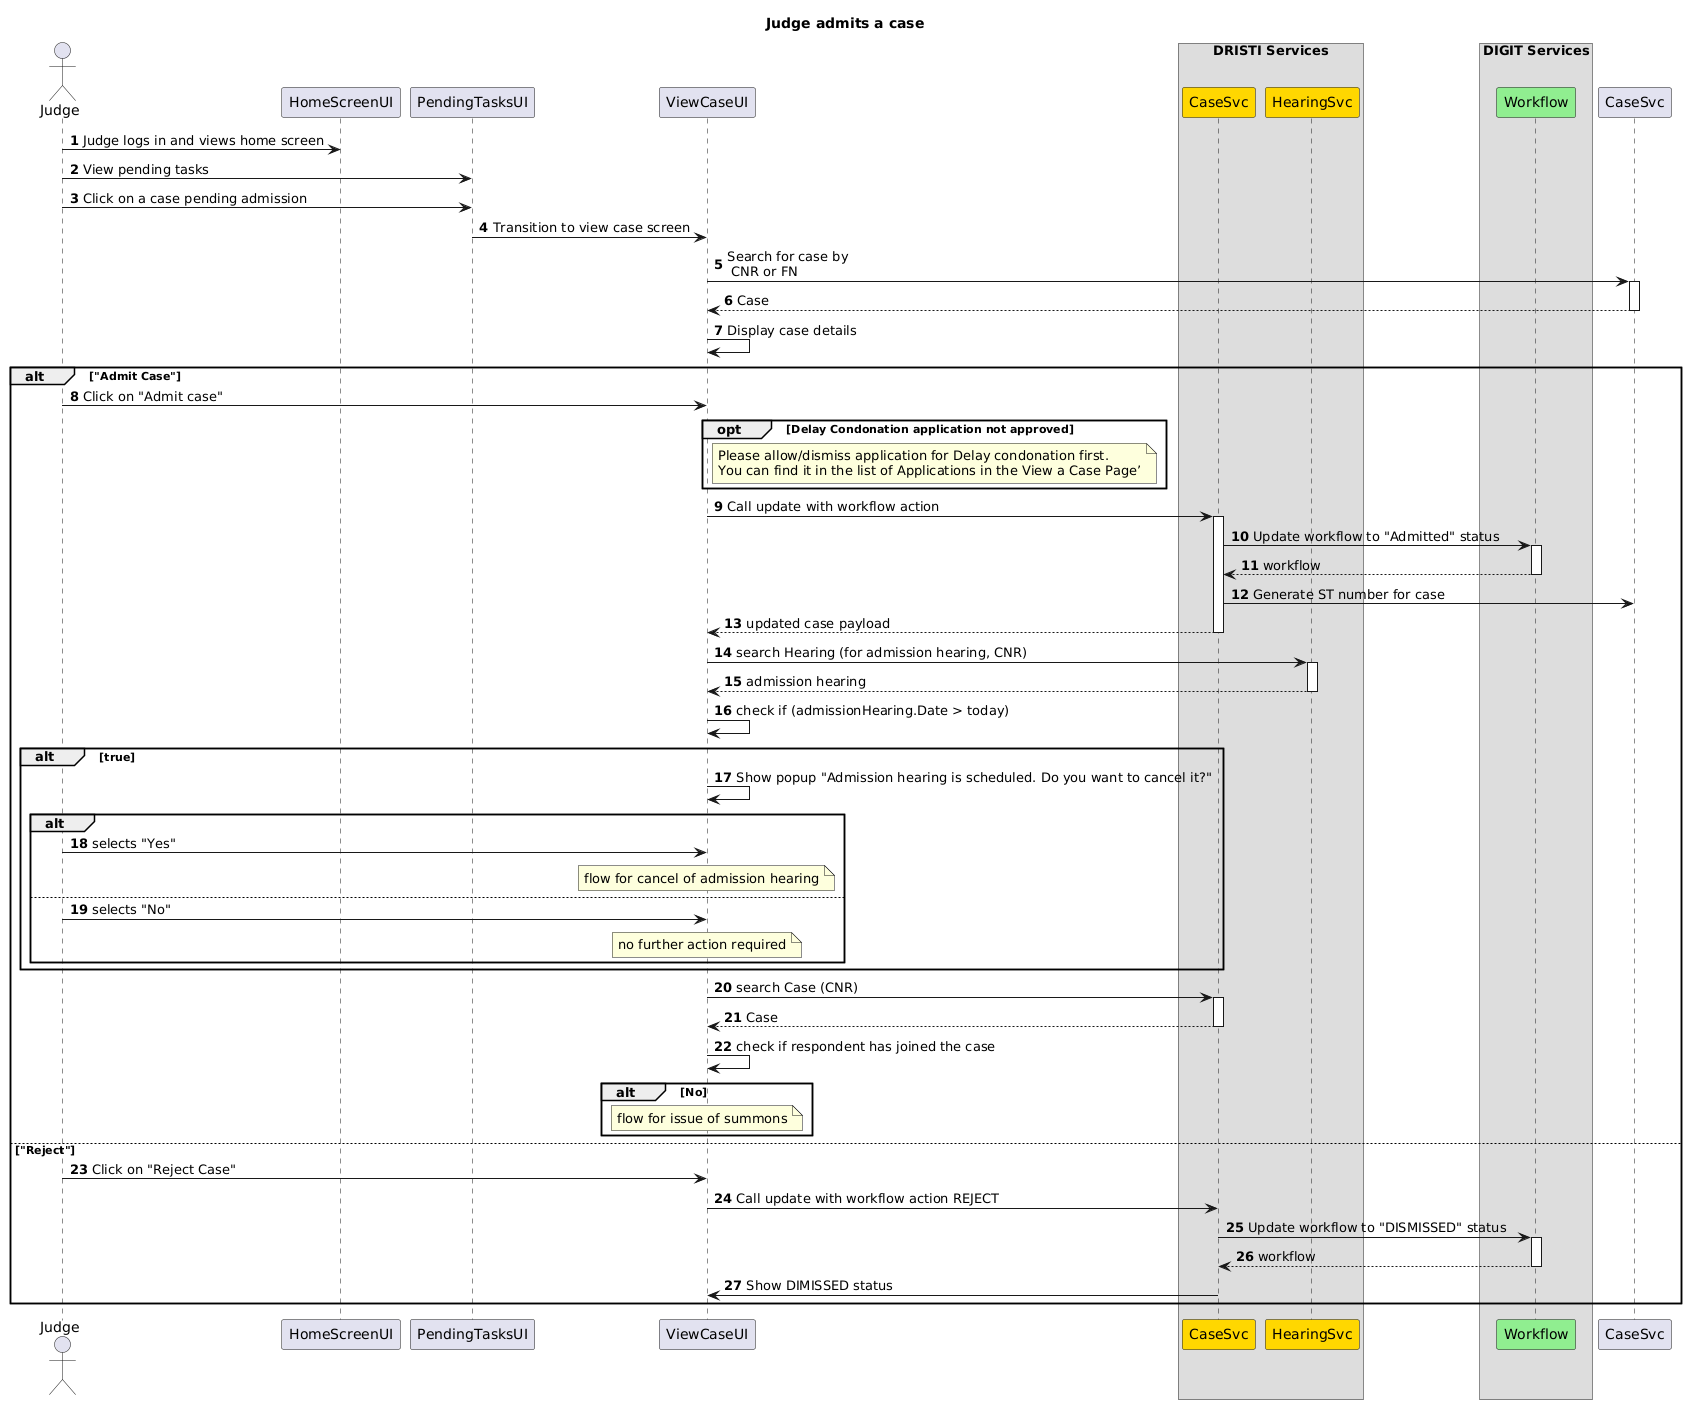 Judge admits a case
DRISTI Services
DIGIT Services
Judge
HomeScreenUI
PendingTasksUI
ViewCaseUI
CaseSvc
HearingSvc
Workflow
CaseSvc
1 Judge logs in and views home screen
2 View pending tasks
3 Click on a case pending admission
4 Transition to view case screen
5 Search for case by
CNR or FN
6 Case
7 Display case details
alt ["Admit Case"]
8 Click on "Admit case"
opt [Delay Condonation application not approved]
Please allow/dismiss application for Delay condonation first.
You can find it in the list of Applications in the View a Case Page’
9 Call update with workflow action
10 Update workflow to "Admitted" status
11 workflow
12 Generate ST number for case
13 updated case payload
14 search Hearing (for admission hearing, CNR)
15 admission hearing
16 check if (admissionHearing.Date > today)
alt [true]
17 Show popup "Admission hearing is scheduled. Do you want to cancel it?"
alt
18 selects "Yes"
flow for cancel of admission hearing
19 selects "No"
no further action required
20 search Case (CNR)
21 Case
22 check if respondent has joined the case
alt [No]
flow for issue of summons
["Reject"]
23 Click on "Reject Case"
24 Call update with workflow action REJECT
25 Update workflow to "DISMISSED" status
26 workflow
27 Show DIMISSED status
Judge
HomeScreenUI
PendingTasksUI
ViewCaseUI
CaseSvc
HearingSvc
Workflow
CaseSvc